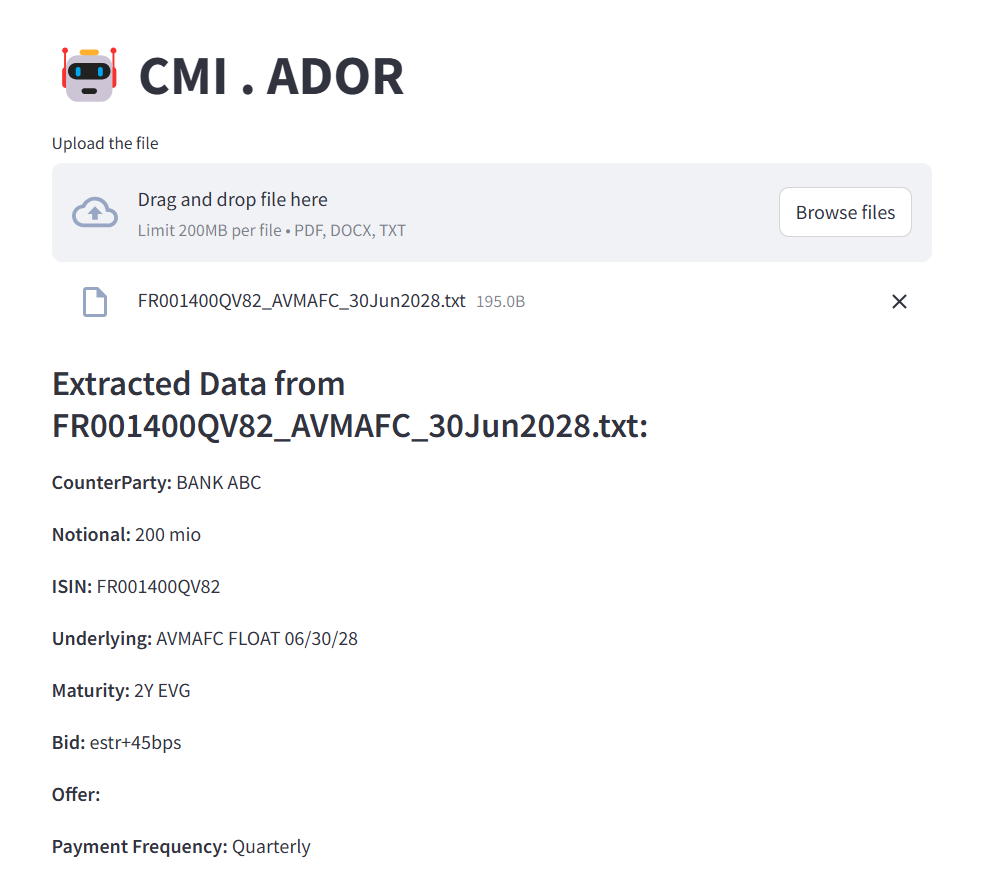 CMI . ADOR
Upload the file
Drag and drop file here
Limit 200MB per file • PDF, DOCX, TXT
Browse files
FR001400QV82_AVMAFC_30Jun2028.txt 195.0B
Extracted Data from
FR001400QV82_AVMAFC_30Jun2028.txt:
CounterParty: BANK ABC
Notional: 200 mio
ISIN: FR001400QV82
Underlying: AVMAFC FLOAT 06/30/28
Maturity: 2Y EVG
Bid: estr+45bps
Offer:
Payment Frequency: Quarterly